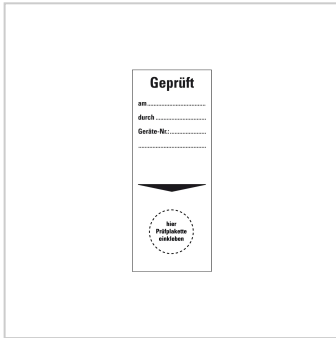 Geprüft
am..............................
durch ..........................
Geräte-Nr.:...................
...................................
hier
Prüfplakette
einkleben